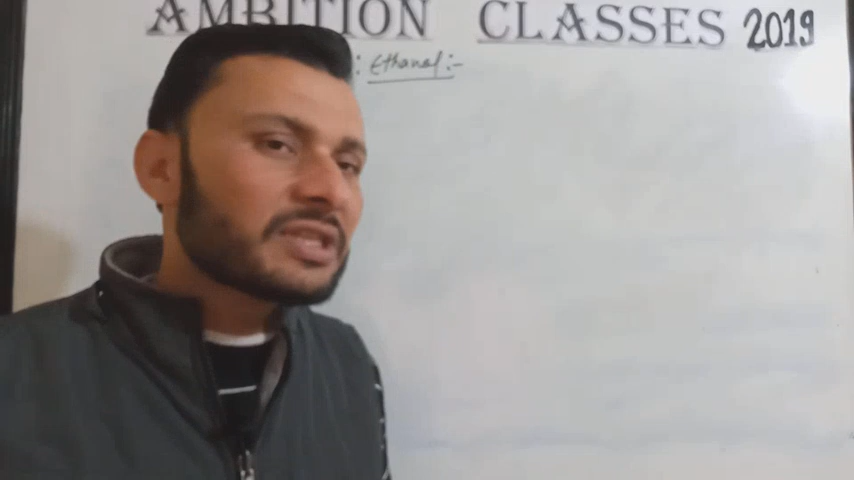 AMBITION CLASSES 2019
: Ethanol :-